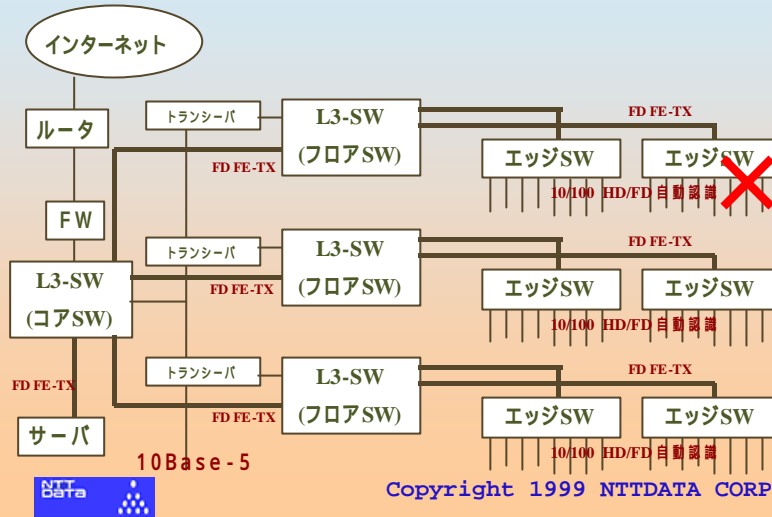 インターネット
ルータ
FW
L3-SW
(コアSW)
FD FE-TX
サーバ
トランシーバ
L3-SW
(フロアSW)
FD FE-TX
FD FE-TX
エッジSW
エッジSW
10/100 HD/FD 自動認識
トランシーバ
L3-SW
(フロアSW)
FD FE-TX
FD FE-TX
エッジSW
エッジSW
10/100 HD/FD 自動認識
トランシーバ
L3-SW
(フロアSW)
FD FE-TX
FD FE-TX
エッジSW
エッジSW
10/100 HD/FD 自動認識
10Base-5
NTT
Data
Copyright 1999 NTTDATA CORP